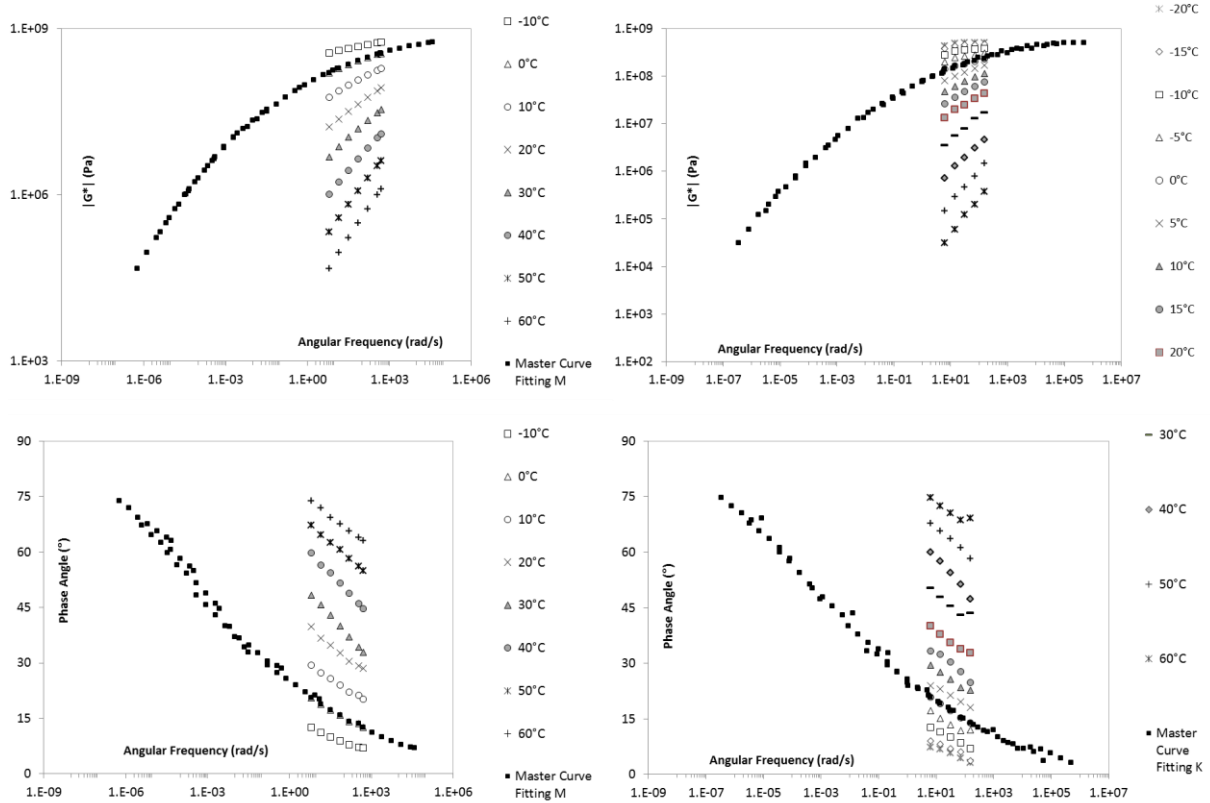 1.E+09
1.E+06
1.E+03
|G*| (Pa)
Angular Frequency (rad/s)
1.E-09 1.E-06 1.E-03 1.E+00 1.E+03 1.E+06
-10°C
0°C
10°C
20°C
30°C
40°C
50°C
60°C
Master Curve
Fitting M
1.E+09
1.E+08
1.E+07
1.E+06
1.E+05
1.E+04
1.E+03
1.E+02
|G*| (Pa)
Angular Frequency (rad/s)
1.E-09 1.E-07 1.E-05 1.E-03 1.E-01 1.E+01 1.E+03 1.E+05 1.E+07
-20°C
-15°C
-10°C
-5°C
0°C
5°C
10°C
15°C
20°C
90
75
60
45
30
15
0
Phase Angle (°)
Angular Frequency (rad/s)
1.E-09 1.E-06 1.E-03 1.E+00 1.E+03 1.E+06
-10°C
0°C
10°C
20°C
30°C
40°C
50°C
60°C
Master Curve
Fitting M
90
75
60
45
30
15
0
Phase Angle (°)
Angular Frequency (rad/s)
1.E-09 1.E-07 1.E-05 1.E-03 1.E-01 1.E+01 1.E+03 1.E+05 1.E+07
30°C
40°C
50°C
60°C
Master
Curve
Fitting K